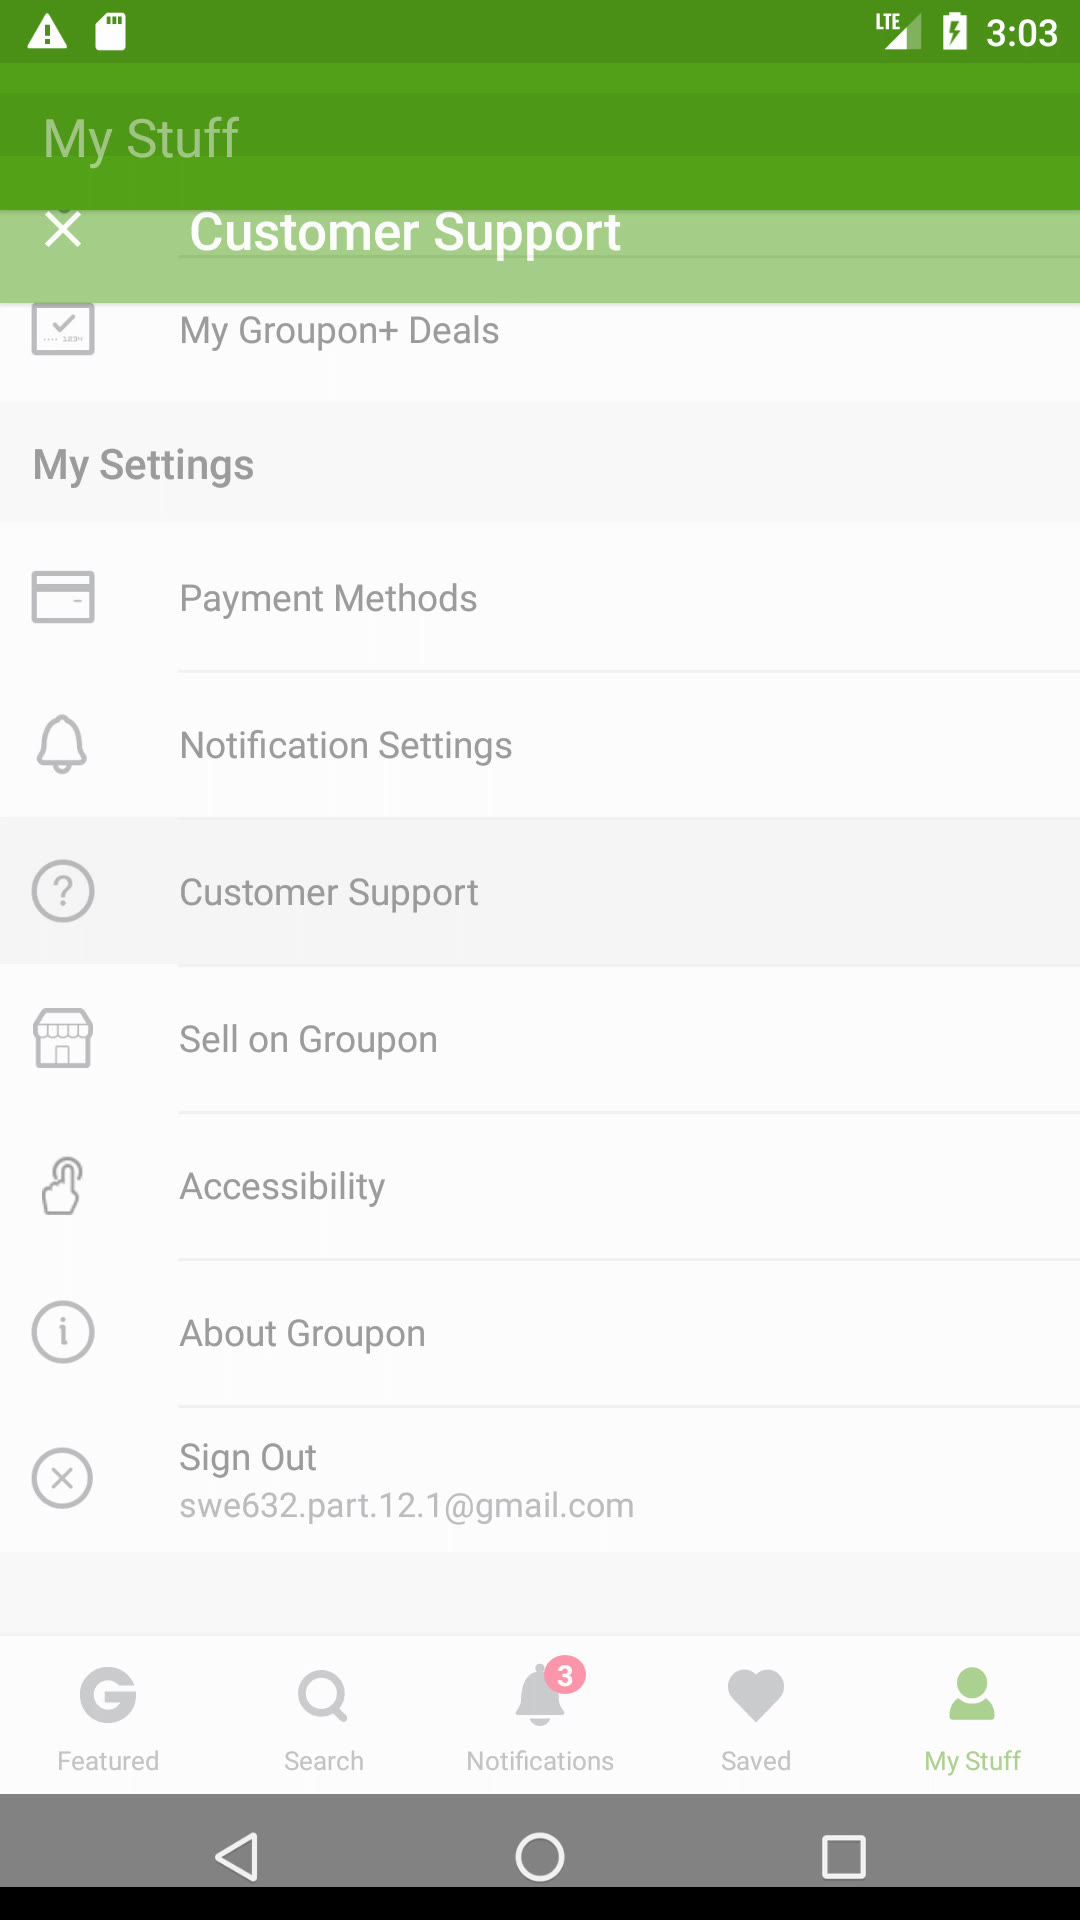 LTE 3:03
My Stuff
Customer Support
1234
My Groupon+ Deals
My Settings
Payment Methods
Notification Settings
? Customer Support
Sell on Groupon
Accessibility
i About Groupon
Sign Out
swe632.part.12.1@gmail.com
G 3
Featured Search Notifications Saved My Stuff